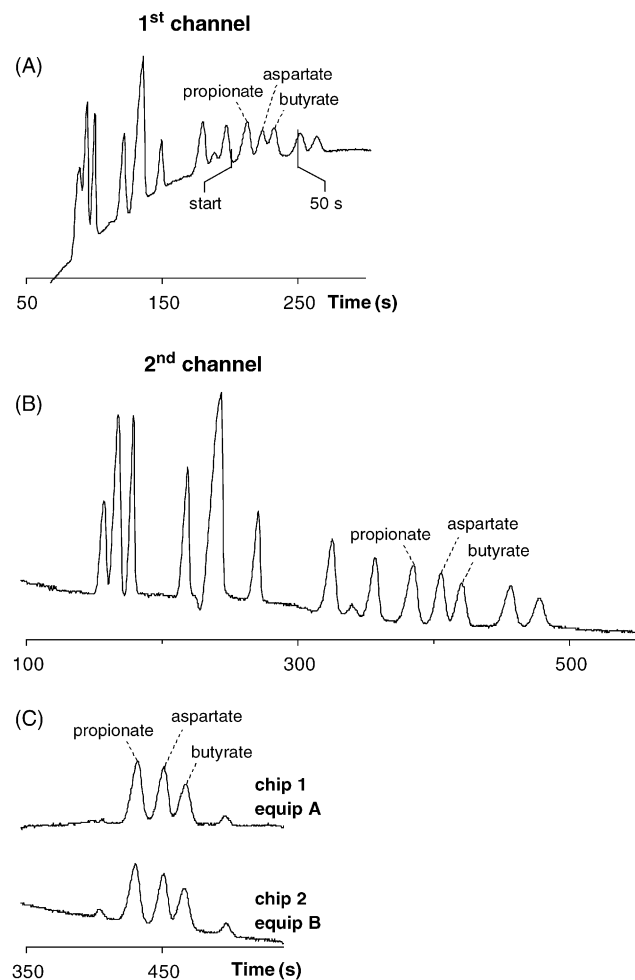 1st channel
(A)
aspartate
propionate
butyrate
start
50 s
50
150
250
Time (s)
2nd channel
(B)
propionate
aspartate
butyrate
100
300
500
(C)
propionate
aspartate
butyrate
chip 1
equip A
chip 2
equip B
350
450
Time (s)